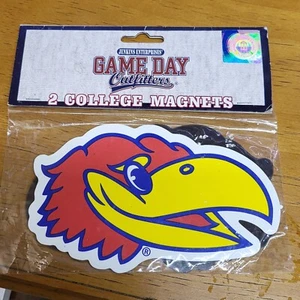 JENKINS ENTERPRISES®
GAME DAY
Outfitters
2 COLLEGE MAGNETS
®